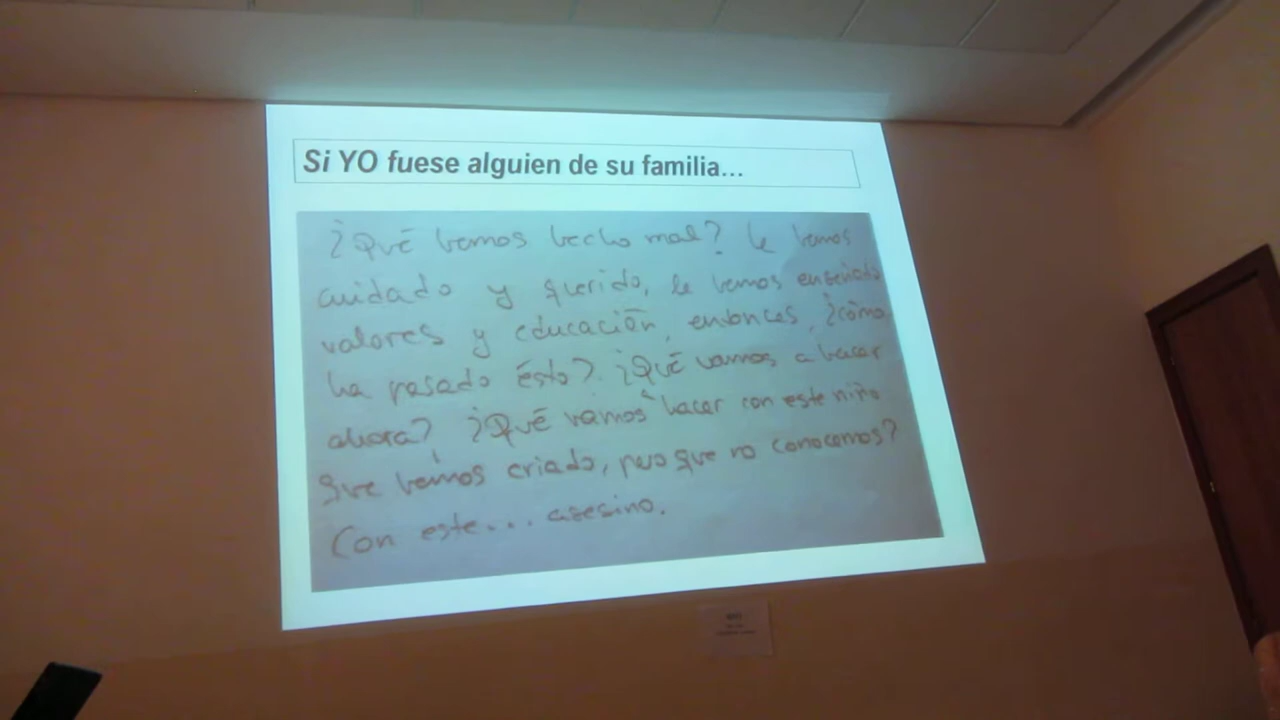 Si YO fuese alguien de su familia...
¿Qué hemos hecho mal? Le hemos
cuidado y querido, le hemos enseñado
valores y educación, entonces, ¿cómo
ha pasado ésto? ¿Qué vamos a hacer
ahora? ¿Qué vamos a hacer con este niño
que hemos criado, pero que no conocemos?
Con este... asesino.